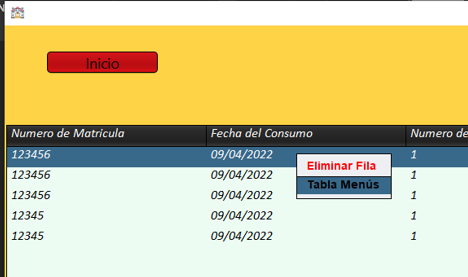 Inicio
Numero de Matricula Fecha del Consumo Numero de
123456 09/04/2022 1
Eliminar Fila
123456 09/04/2022 1
Tabla Menús
123456 09/04/2022 1
12345 09/04/2022 1
12345 09/04/2022 1